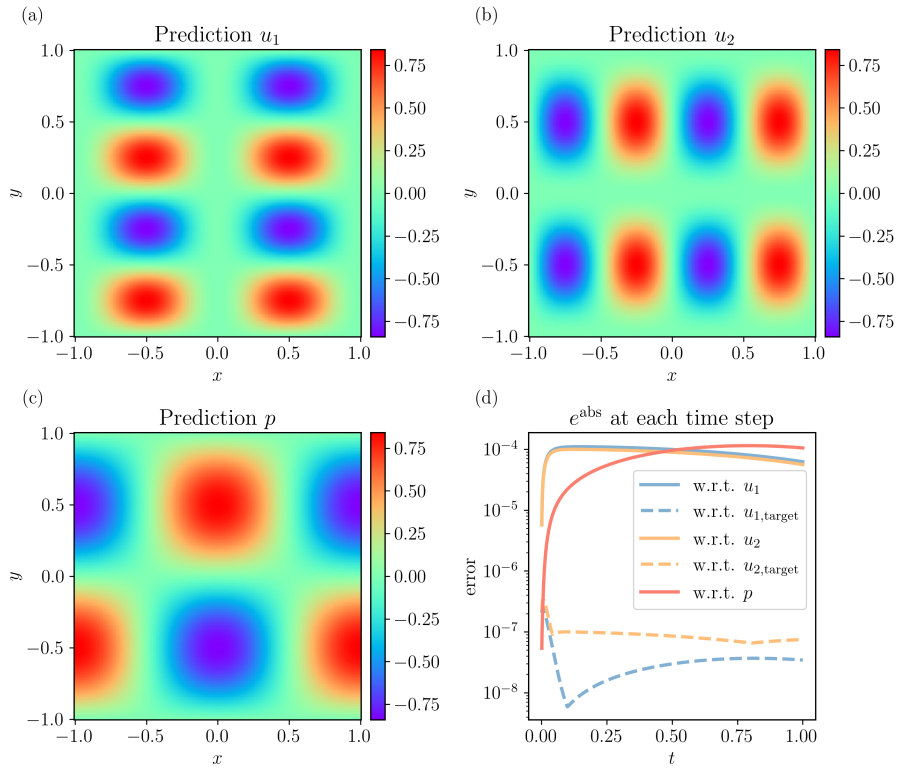 (a)
Prediction u₁
1.0
0.5
0.0
−0.5
−1.0
y
−1.0 −0.5 0.0 0.5 1.0
x
0.75
0.50
0.25
0.00
−0.25
−0.50
−0.75
(b)
Prediction u₂
1.0
0.5
0.0
−0.5
−1.0
y
−1.0 −0.5 0.0 0.5 1.0
x
0.75
0.50
0.25
0.00
−0.25
−0.50
−0.75
(c)
Prediction p
1.0
0.5
0.0
−0.5
−1.0
y
−1.0 −0.5 0.0 0.5 1.0
x
0.75
0.50
0.25
0.00
−0.25
−0.50
−0.75
(d)
eᵃᵇˢ at each time step
10⁻⁴
10⁻⁵
10⁻⁶
10⁻⁷
10⁻⁸
error
w.r.t. u₁
w.r.t. u₁,target
w.r.t. u₂
w.r.t. u₂,target
w.r.t. p
0.00 0.25 0.50 0.75 1.00
t